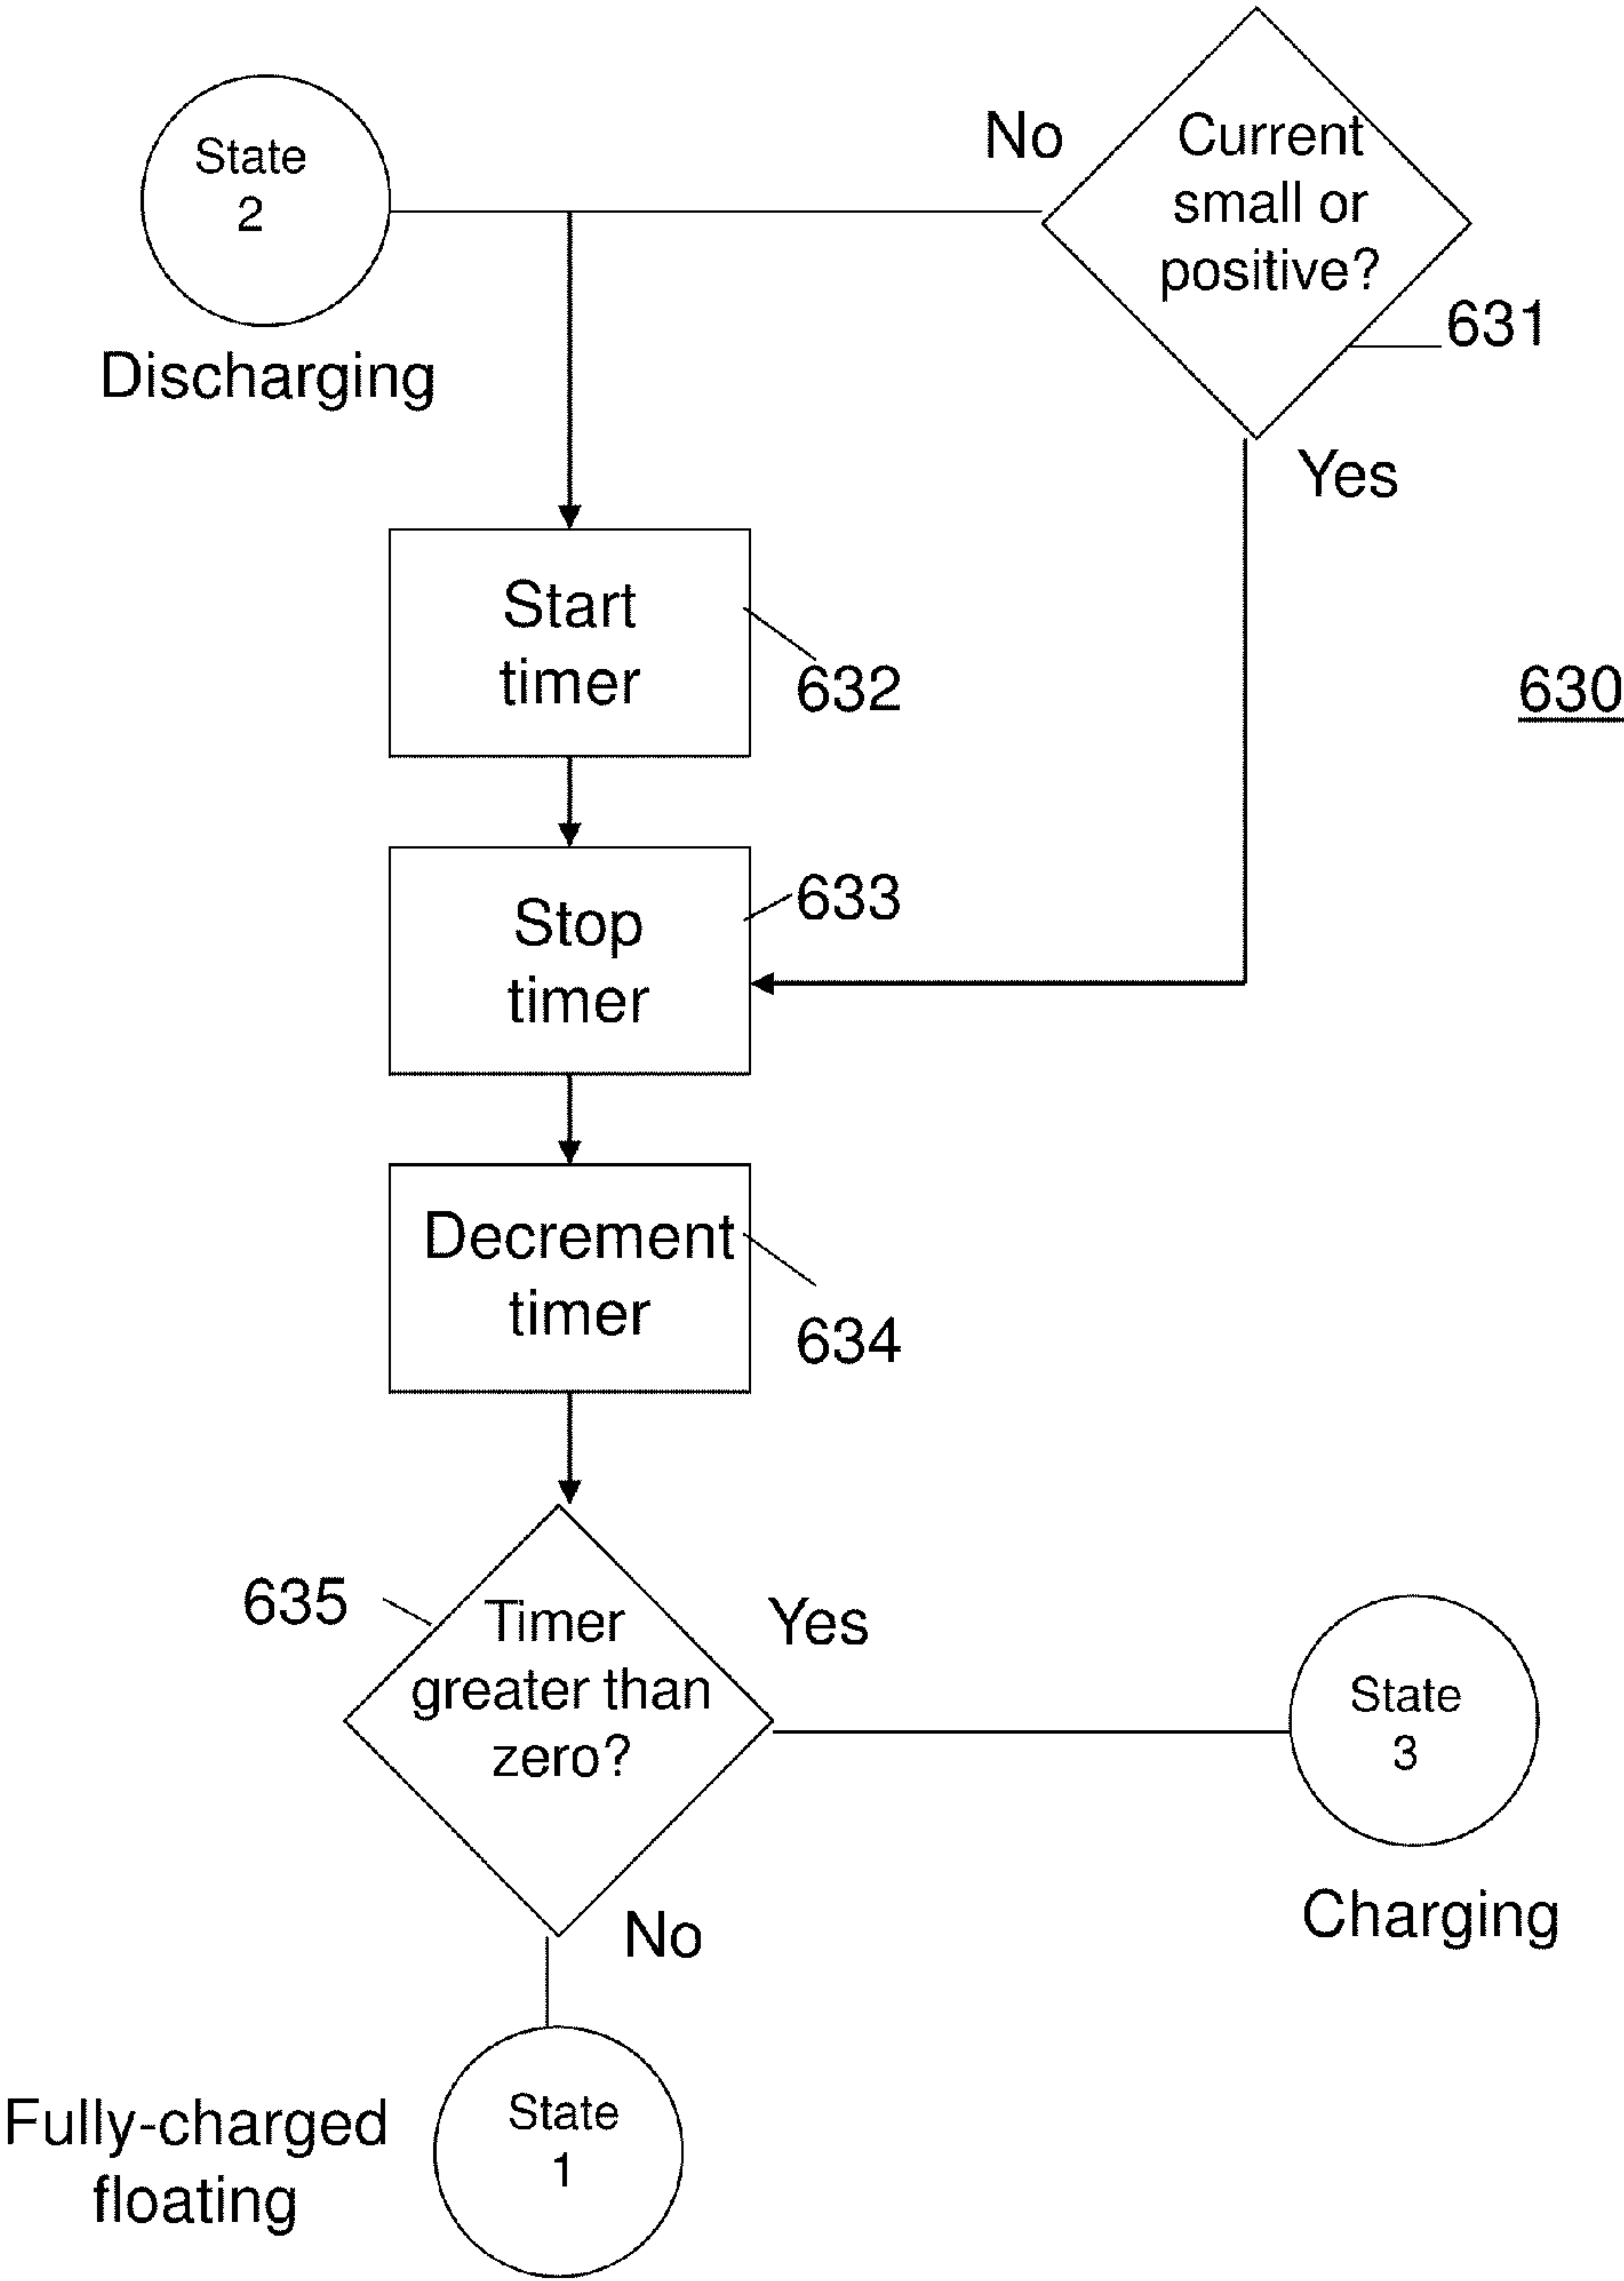 No
Current
small or
positive?
State
2
631
Discharging
Yes
Start
timer
632
630
Stop
timer
633
Decrement
timer
634
635
Timer
greater than
zero?
Yes
State
3
Charging
No
Fully-charged
floating
State
1